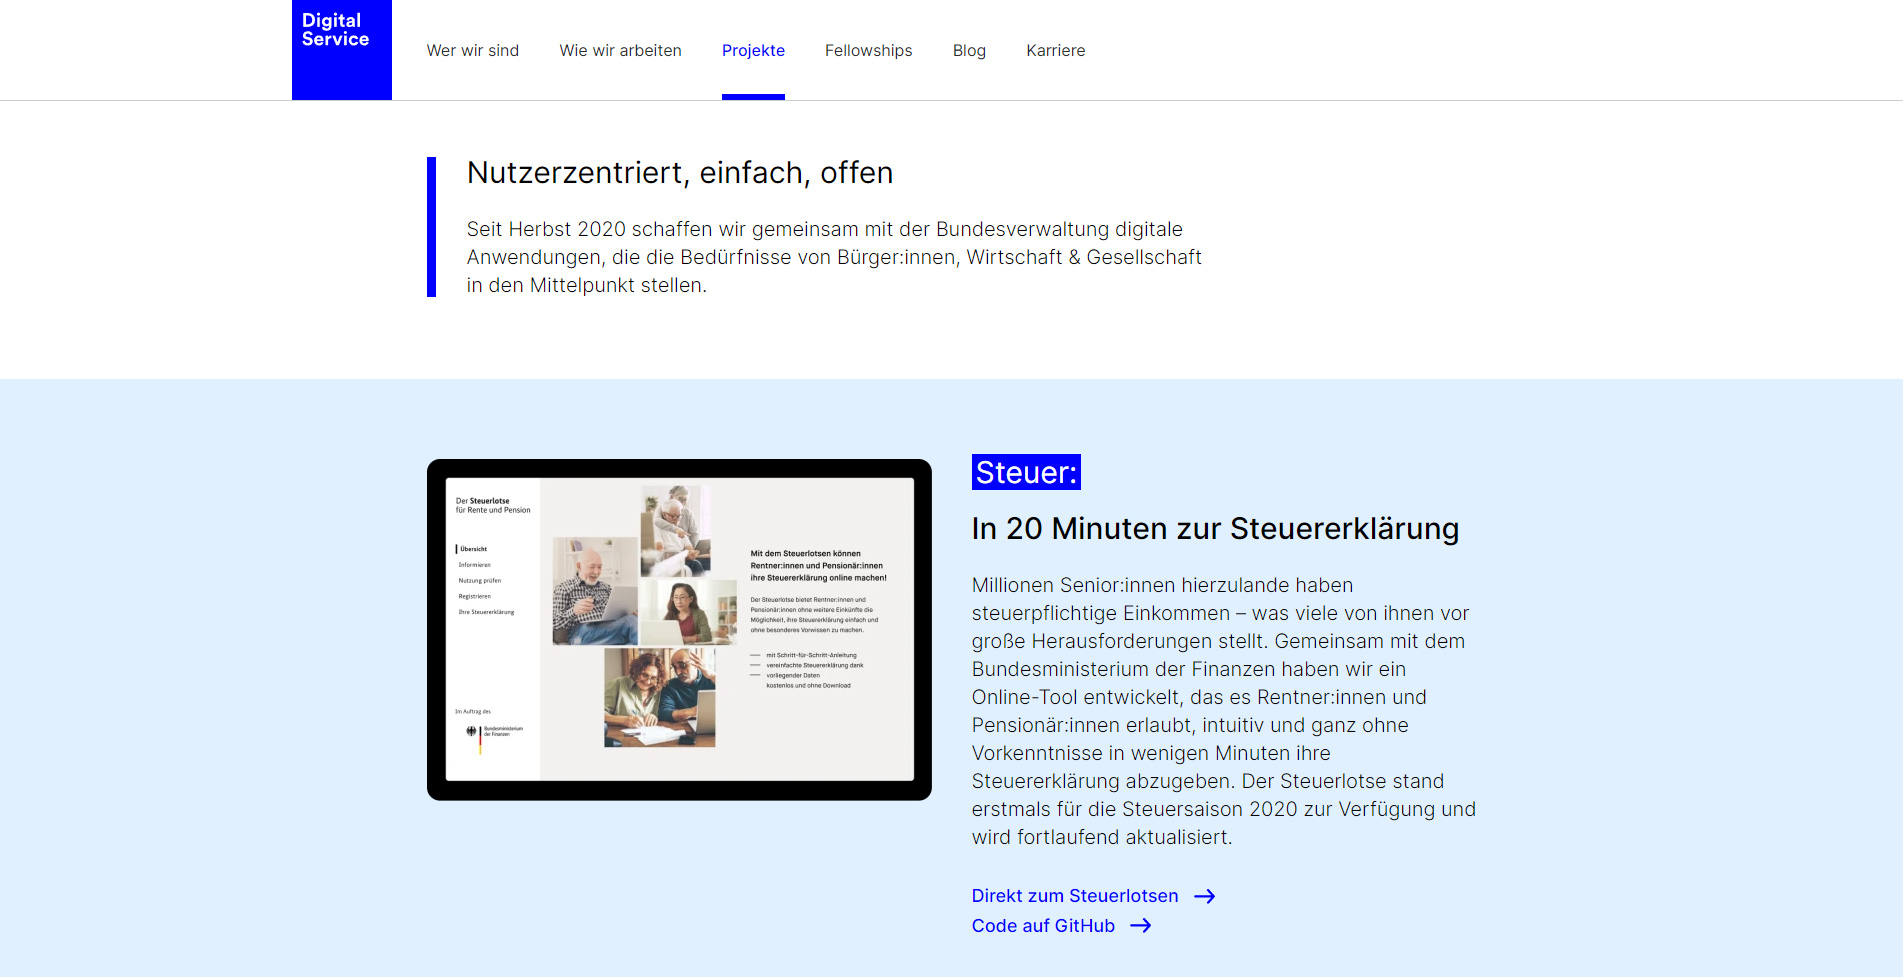 Digital
Service
Wer wir sind
Wie wir arbeiten
Projekte
Fellowships
Blog
Karriere
Nutzerzentriert, einfach, offen
Seit Herbst 2020 schaffen wir gemeinsam mit der Bundesverwaltung digitale
Anwendungen, die die Bedürfnisse von Bürger:innen, Wirtschaft & Gesellschaft
in den Mittelpunkt stellen.
Der Steuerlotse
für Rente und Pension
Übersicht
Informieren
Nutzung prüfen
Registrieren
Ihre Steuererklärung
Im Auftrag des
Bundesministerium
der Finanzen
Mit dem Steuerlotsen können
Rentner:innen und Pensionär:innen
ihre Steuererklärung online machen!
Der Steuerlotse bietet Rentner:innen und
Pensionär:innen ohne weitere Einkünfte die
Möglichkeit, ihre Steuererklärung einfach und
ohne besonderes Vorwissen zu machen.
mit Schritt-für-Schritt-Anleitung
vereinfachte Steuererklärung dank
vorliegender Daten
kostenlos und ohne Download
Steuer:
In 20 Minuten zur Steuererklärung
Millionen Senior:innen hierzulande haben
steuerpflichtige Einkommen – was viele von ihnen vor
große Herausforderungen stellt. Gemeinsam mit dem
Bundesministerium der Finanzen haben wir ein
Online-Tool entwickelt, das es Rentner:innen und
Pensionär:innen erlaubt, intuitiv und ganz ohne
Vorkenntnisse in wenigen Minuten ihre
Steuererklärung abzugeben. Der Steuerlotse stand
erstmals für die Steuersaison 2020 zur Verfügung und
wird fortlaufend aktualisiert.
Direkt zum Steuerlotsen →
Code auf GitHub →